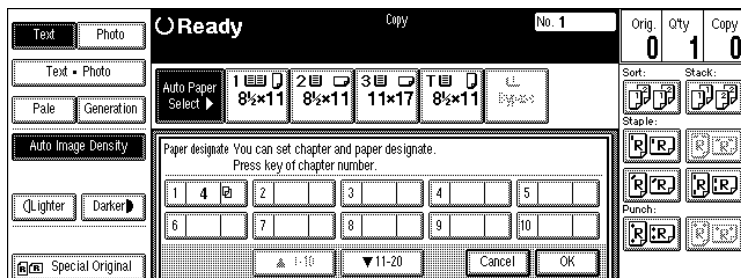 Text Photo
Text • Photo
Pale Generation
Auto Image Density
Lighter Darker
Special Original
Ready
Copy
No. 1
Auto Paper Select ▶
1 8½×11
2 8½×11
3 11×17
T 8½×11
Bypass
Paper designate You can set chapter and paper designate.
Press key of chapter number.
1 4 2 3 4 5
6 7 8 9 10
▲ 1-10 ▼11-20 Cancel OK
Orig. Q'ty Copy
0 1 0
Sort: Stack:
Staple:
Punch: